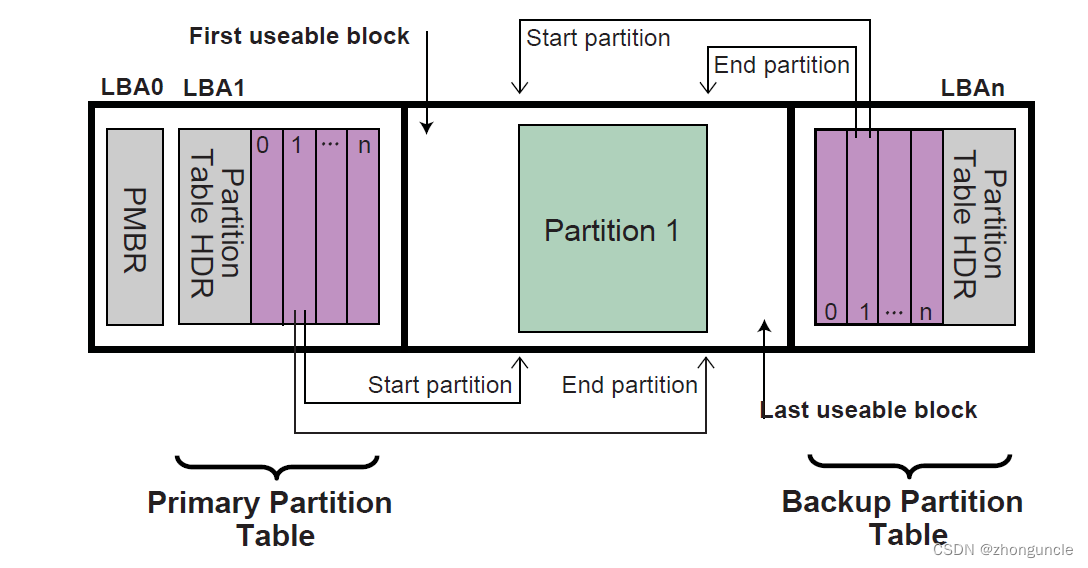 First useable block
Start partition
End partition
LBA0
LBA1
LBAn
0
1
...
n
PMBR
Partition
Table HDR
Partition 1
Partition
Table HDR
0
1
...
n
Start partition
End partition
Last useable block
Primary Partition
Table
Backup Partition
Table
CSDN @zhonguncle